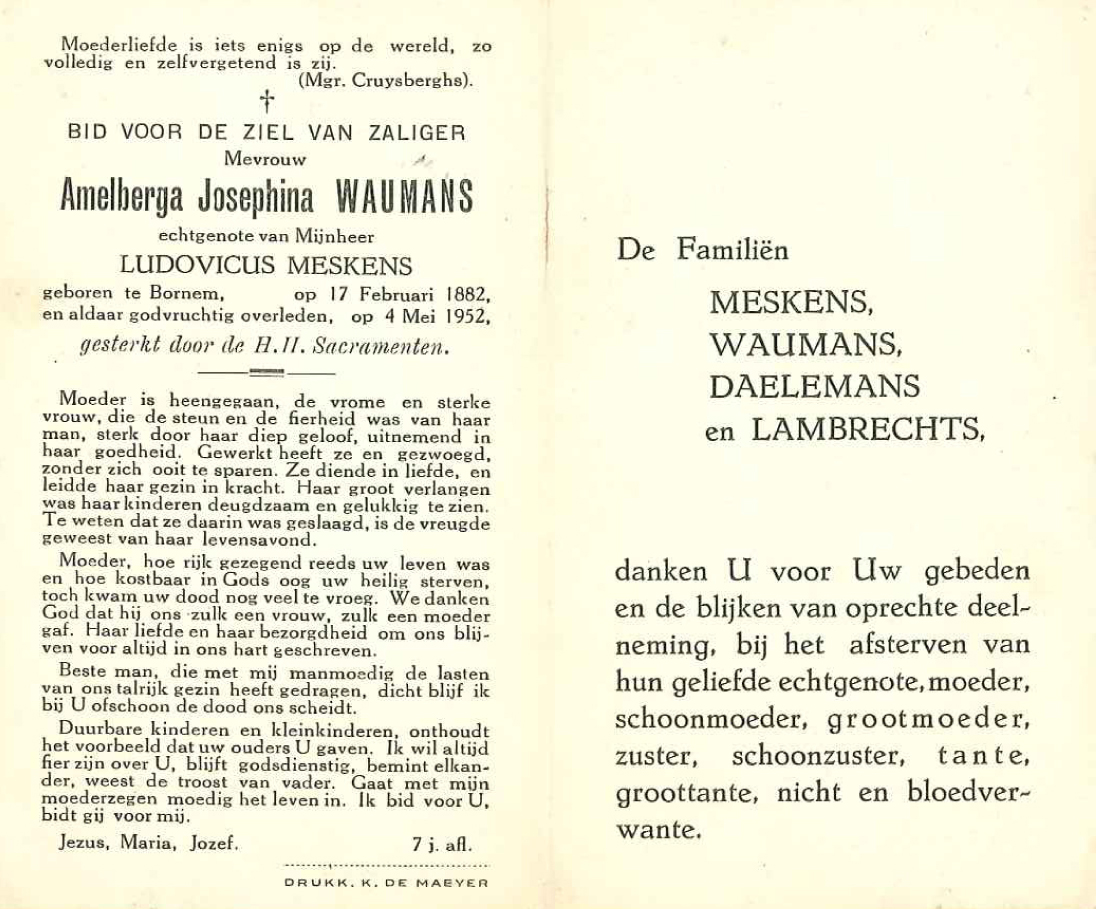 Moederliefde is iets enigs op de wereld, zo
volledig en zelfvergetend is zij.
(Mgr. Cruysberghs).
†
BID VOOR DE ZIEL VAN ZALIGER
Mevrouw
Amelberga Josephina WAUMANS
echtgenote van Mijnheer
LUDOVICUS MESKENS
geboren te Bornem, op 17 Februari 1882,
en aldaar godvruchtig overleden, op 4 Mei 1952,
gesterkt door de H.H. Sacramenten.
Moeder is heengegaan, de vrome en sterke
vrouw, die de steun en de fierheid was van haar
man, sterk door haar diep geloof, uitnemend in
haar goedheid. Gewerkt heeft ze en gezwoegd,
zonder zich ooit te sparen. Ze diende in liefde, en
leidde haar gezin in kracht. Haar groot verlangen
was haar kinderen deugdzaam en gelukkig te zien.
Te weten dat ze daarin was geslaagd, is de vreugde
geweest van haar levensavond.
Moeder, hoe rijk gezegend reeds uw leven was
en hoe kostbaar in Gods oog uw heilig sterven,
toch kwam uw dood nog veel te vroeg. We danken
God dat hij ons zulk een vrouw, zulk een moeder
gaf. Haar liefde en haar bezorgdheid om ons blij-
ven voor altijd in ons hart geschreven.
Beste man, die met mij manmoedig de lasten
van ons talrijk gezin heeft gedragen, dicht blijf ik
bij U ofschoon de dood ons scheidt.
Duurbare kinderen en kleinkinderen, onthoudt
het voorbeeld dat uw ouders U gaven. Ik wil altijd
fier zijn over U, blijft godsdienstig, bemint elkan-
der, weest de troost van vader. Gaat met mijn
moederzegen moedig het leven in. Ik bid voor U,
bidt gij voor mij.
Jezus, Maria, Jozef. 7 j. afl.
DRUKK. K. DE MAEYER
De Familiën
MESKENS,
WAUMANS,
DAELEMANS
en LAMBRECHTS,
danken U voor Uw gebeden
en de blijken van oprechte deel-
neming, bij het afsterven van
hun geliefde echtgenote, moeder,
schoonmoeder, grootmoeder,
zuster, schoonzuster, tante,
groottante, nicht en bloedver-
wante.